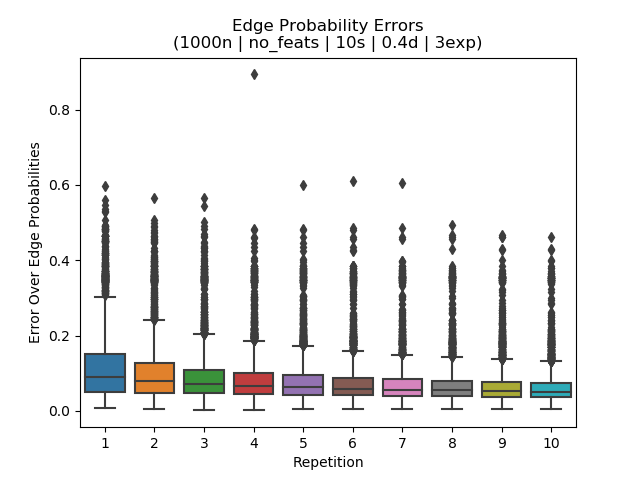 Edge Probability Errors
(1000n | no_feats | 10s | 0.4d | 3exp)
Error Over Edge Probabilities
0.8
0.6
0.4
0.2
0.0
1 2 3 4 5 6 7 8 9 10
Repetition